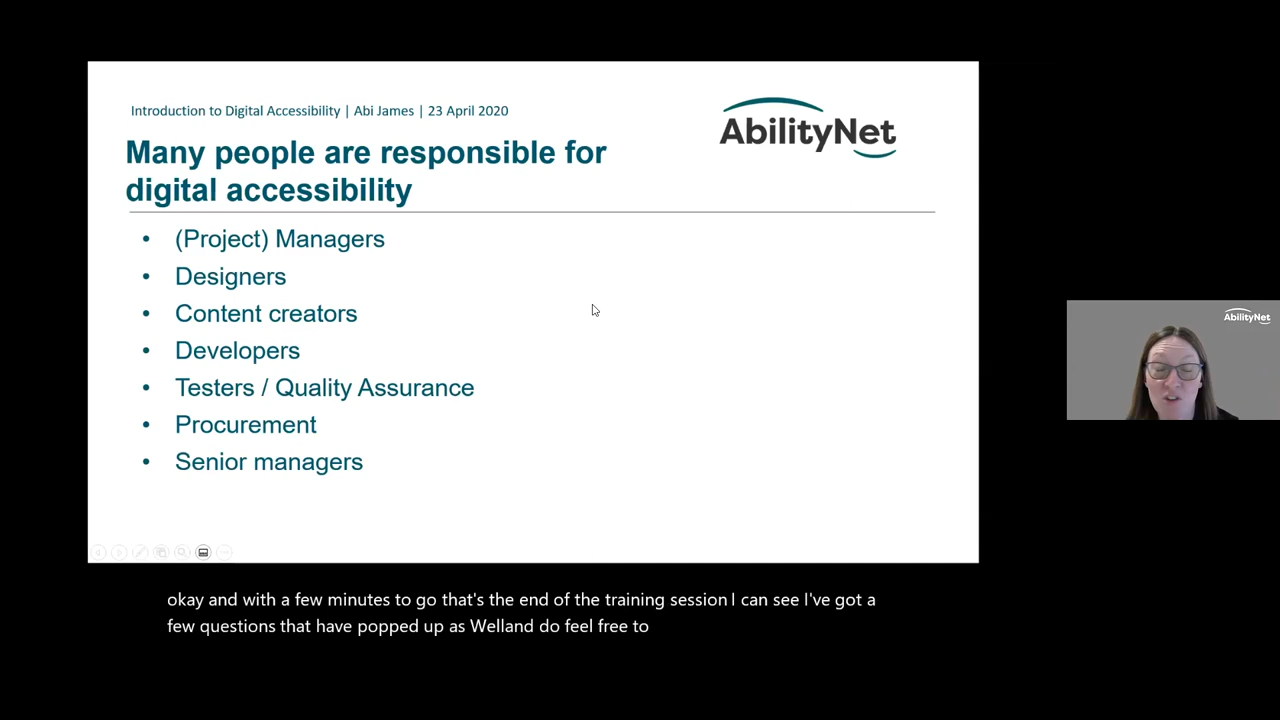 Introduction to Digital Accessibility | Abi James | 23 April 2020
AbilityNet
Many people are responsible for
digital accessibility
• (Project) Managers
• Designers
• Content creators
• Developers
• Testers / Quality Assurance
• Procurement
• Senior managers
AbilityNet
okay and with a few minutes to go that's the end of the training session I can see I've got a
few questions that have popped up as Welland do feel free to